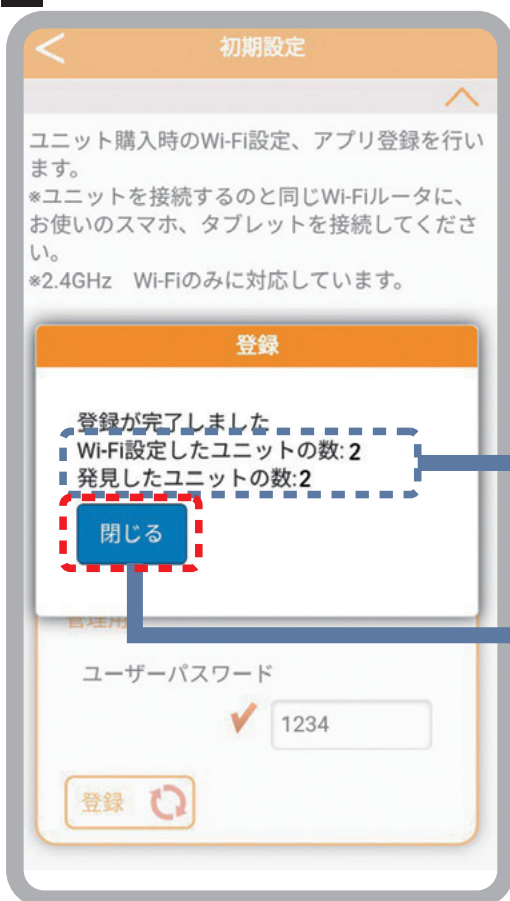 初期設定
ユニット購入時のWi-Fi設定、アプリ登録を行い
ます。
※ユニットを接続するのと同じWi-Fiルータに、
お使いのスマホ、タブレットを接続してくださ
い。
※2.4GHz　Wi-Fiのみに対応しています。
登録
登録が完了しました
Wi-Fi設定したユニットの数: 2
発見したユニットの数:2
閉じる
管理用
ユーザーパスワード
1234
登録